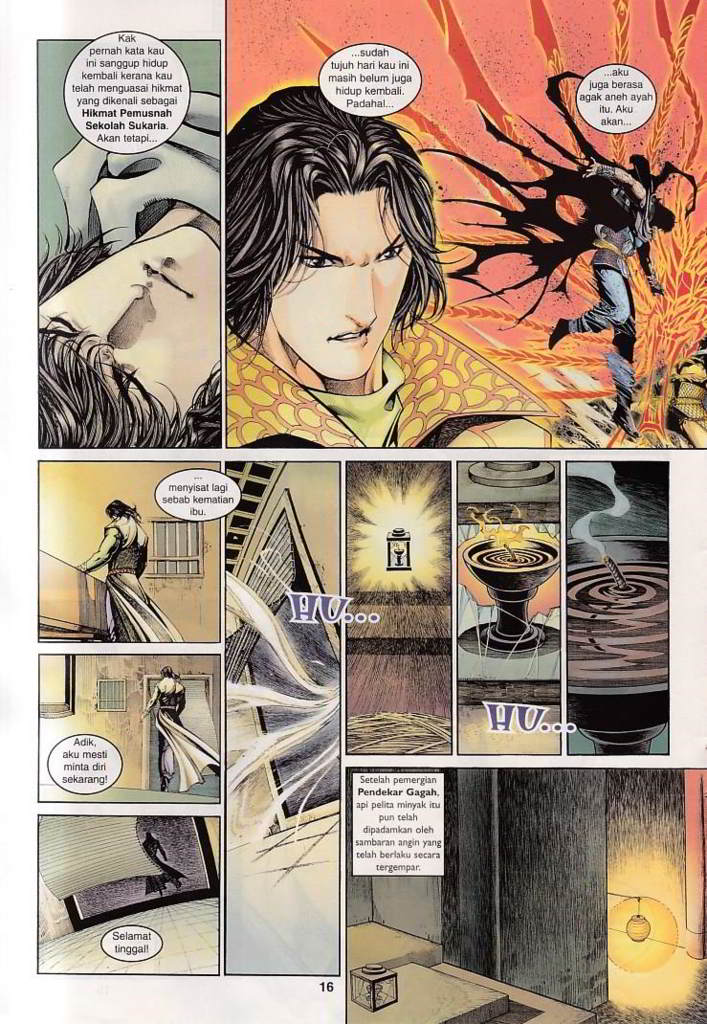 Kak
pernah kata kau
ini sanggup hidup
kembali kerana kau
telah menguasai hikmat
yang dikenali sebagai
Hikmat Pemusnah
Sekolah Sukaria.
Akan tetapi...
...sudah
tujuh hari kau ini
masih belum juga
hidup kembali.
Padahal...
...aku
juga berasa
agak aneh ayah
itu. Aku
akan...
...
menyisat lagi
sebab kematian
ibu.
Adik,
aku mesti
minta diri
sekarang!
Selamat
tinggal!
HU...
HU...
Setelah pemergian
Pendekar Gagah,
api pelita minyak itu
pun telah
dipadamkan oleh
sambaran angin yang
telah berlaku secara
tergempar.
16